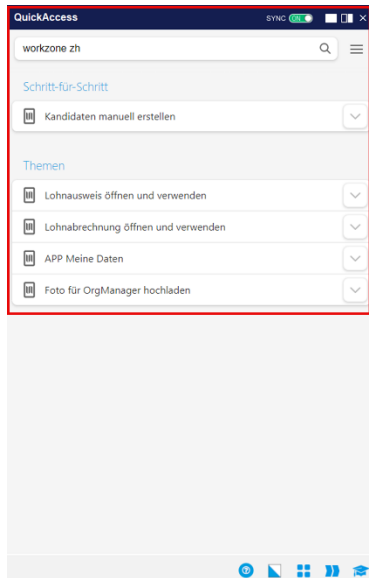 QuickAccess SYNC ON
workzone zh
Schritt-für-Schritt
Kandidaten manuell erstellen
Themen
Lohnausweis öffnen und verwenden
Lohnabrechnung öffnen und verwenden
APP Meine Daten
Foto für OrgManager hochladen